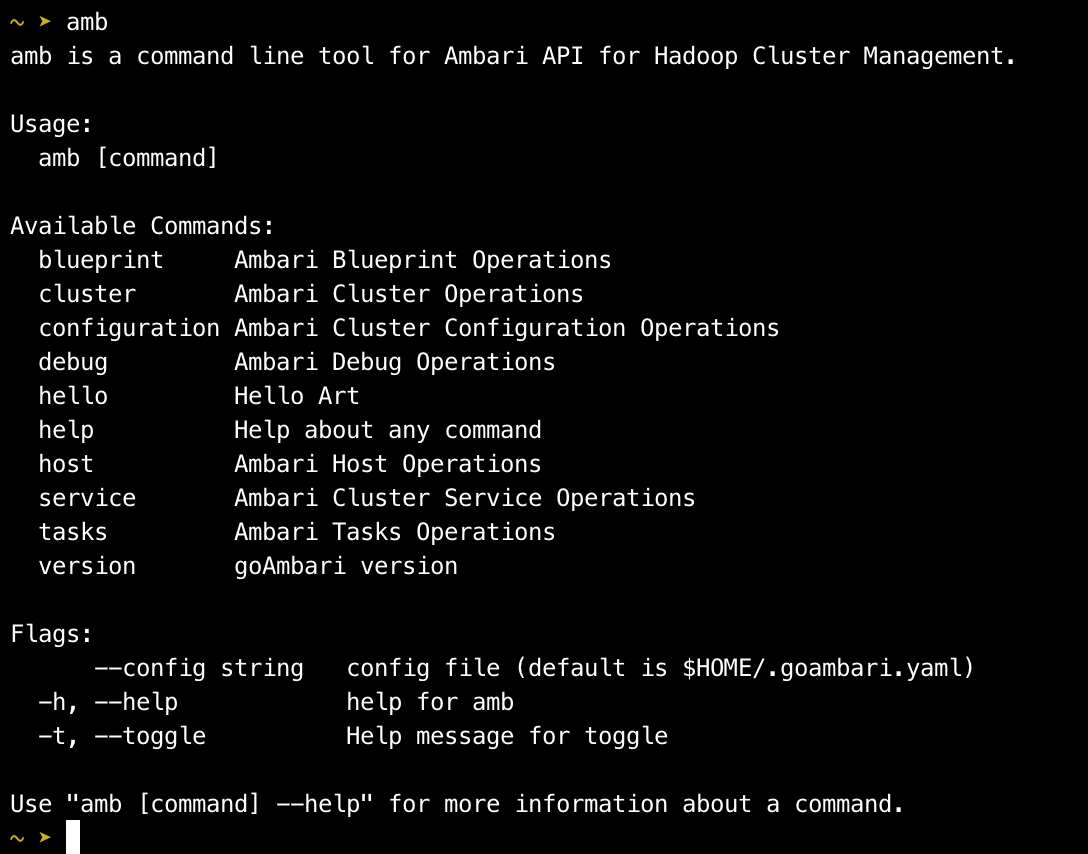 ~ ➤ amb
amb is a command line tool for Ambari API for Hadoop Cluster Management.

Usage:
  amb [command]

Available Commands:
  blueprint     Ambari Blueprint Operations
  cluster       Ambari Cluster Operations
  configuration Ambari Cluster Configuration Operations
  debug         Ambari Debug Operations
  hello         Hello Art
  help          Help about any command
  host          Ambari Host Operations
  service       Ambari Cluster Service Operations
  tasks         Ambari Tasks Operations
  version       goAmbari version

Flags:
      --config string   config file (default is $HOME/.goambari.yaml)
  -h, --help            help for amb
  -t, --toggle          Help message for toggle

Use "amb [command] --help" for more information about a command.
~ ➤